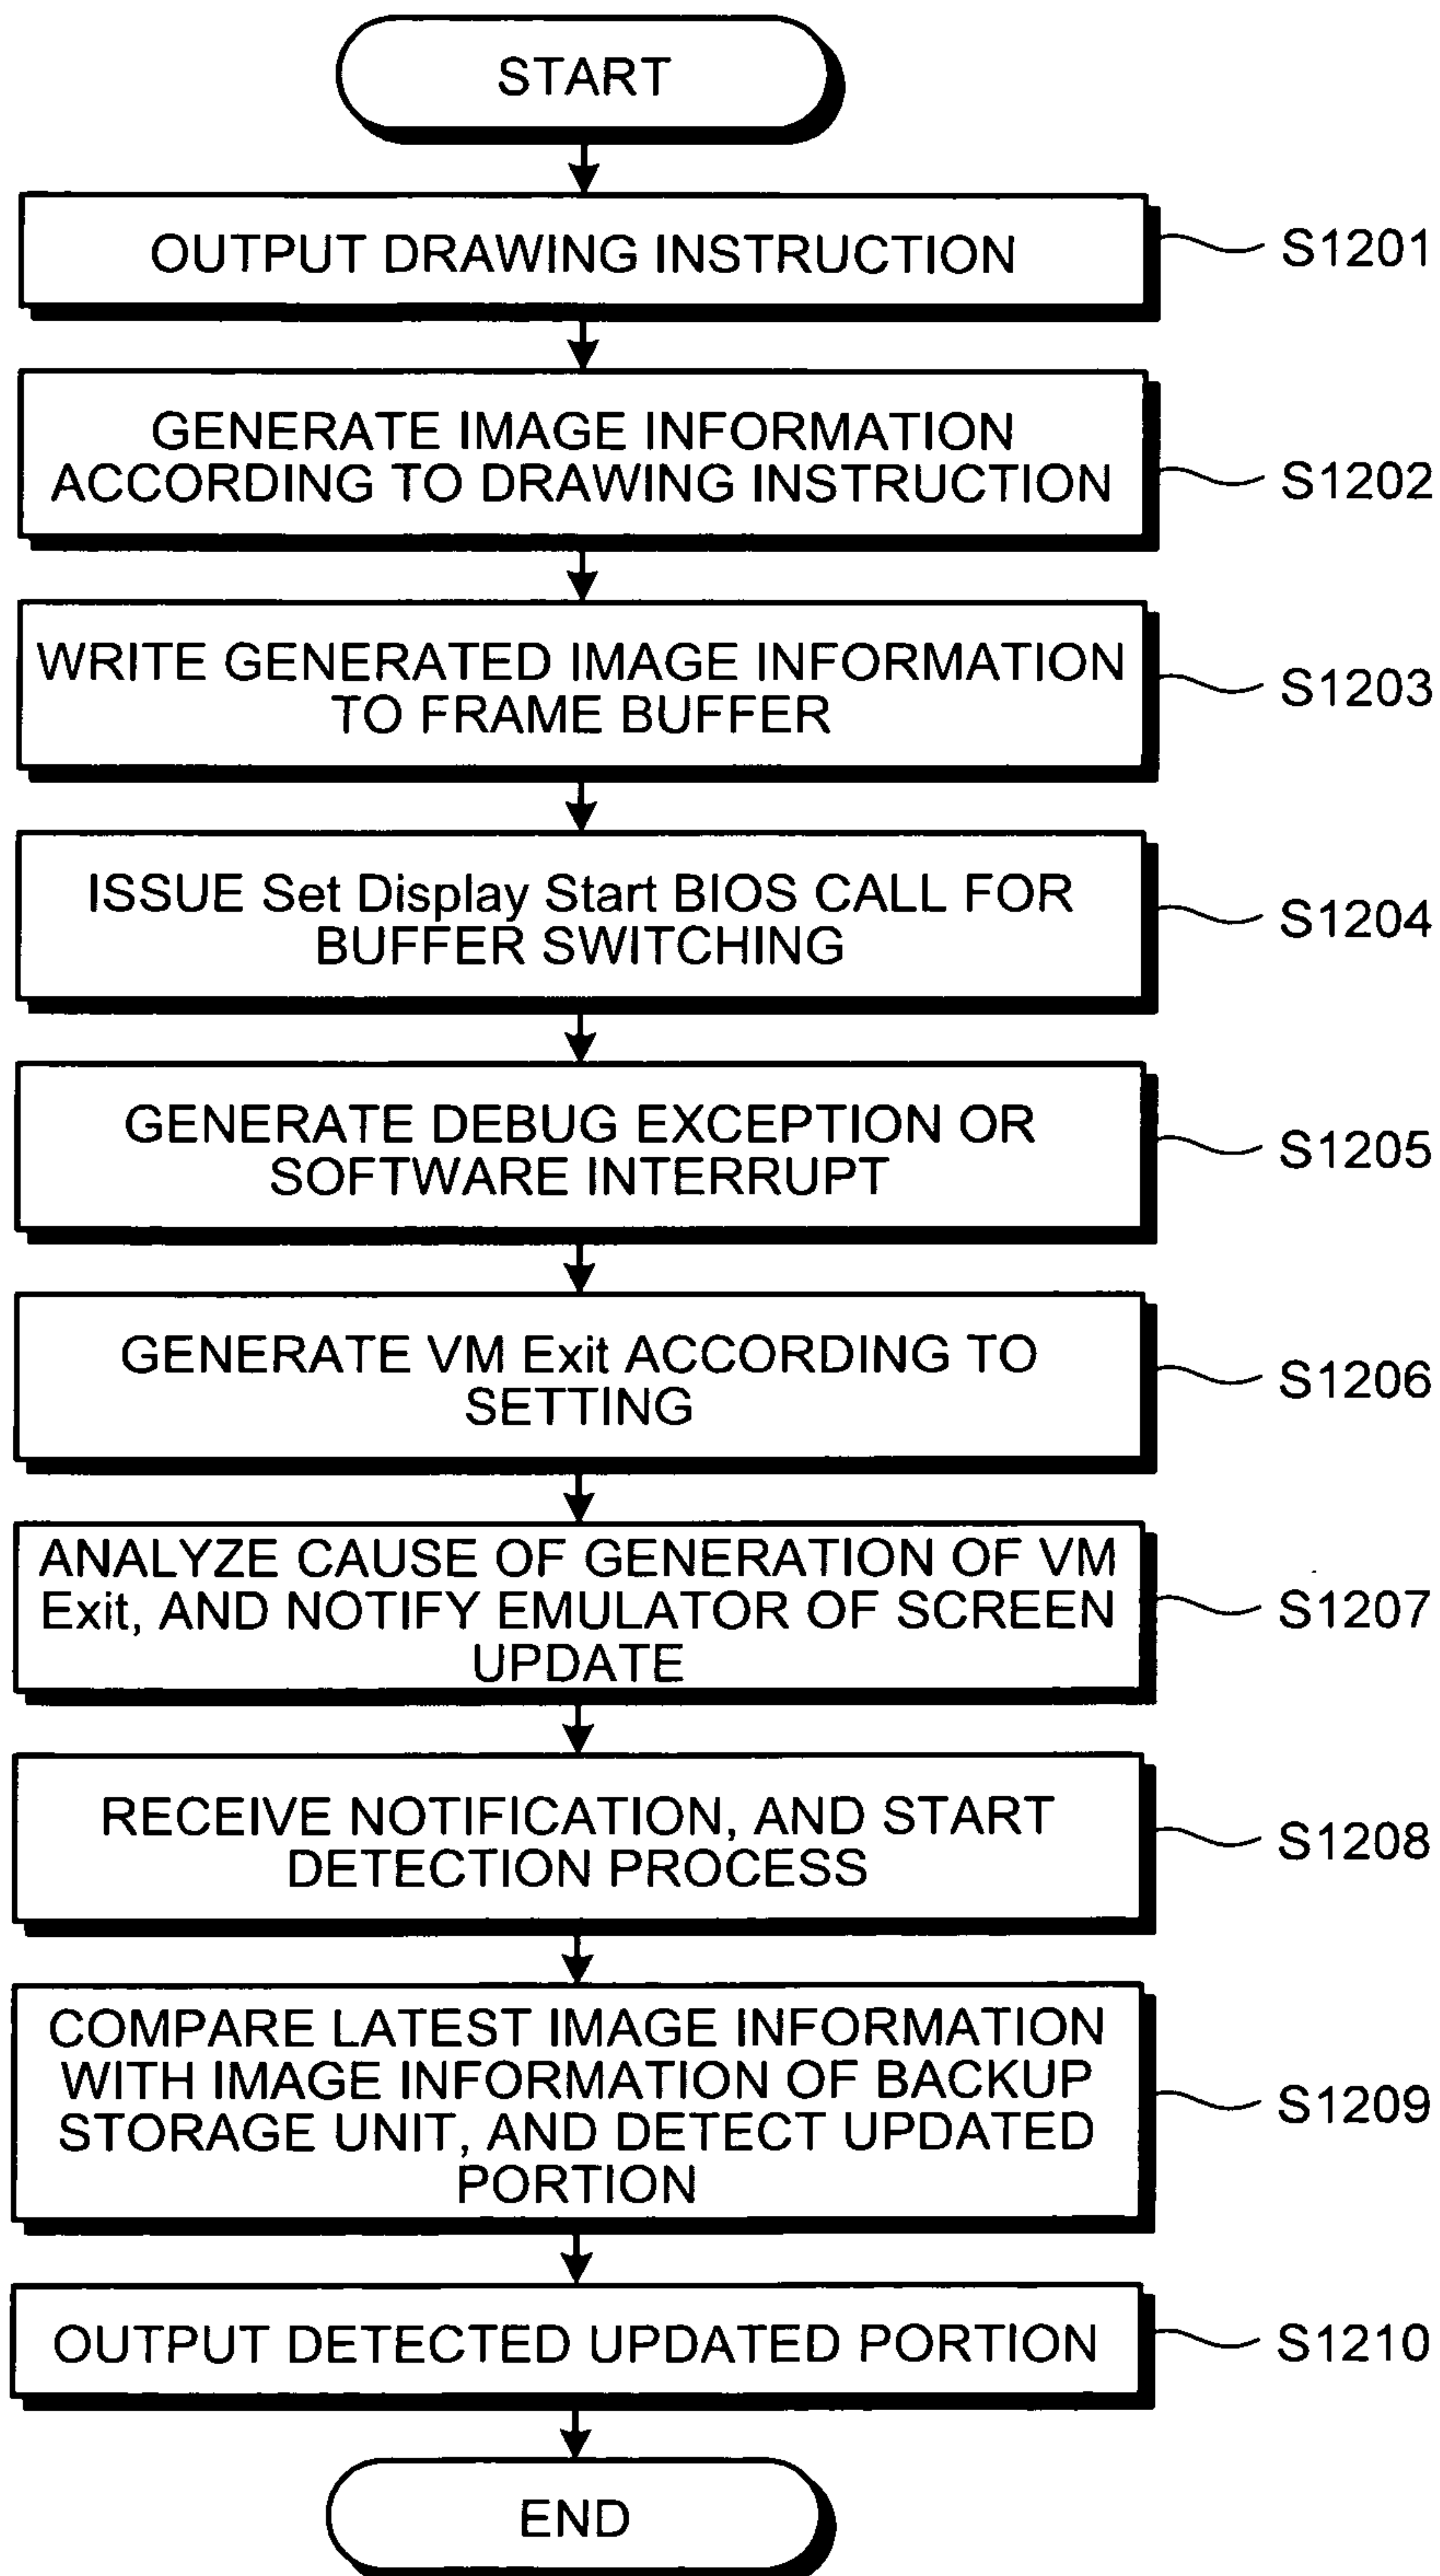 START
OUTPUT DRAWING INSTRUCTION
S1201
GENERATE IMAGE INFORMATION
ACCORDING TO DRAWING INSTRUCTION
S1202
WRITE GENERATED IMAGE INFORMATION
TO FRAME BUFFER
S1203
ISSUE Set Display Start BIOS CALL FOR
BUFFER SWITCHING
S1204
GENERATE DEBUG EXCEPTION OR
SOFTWARE INTERRUPT
S1205
GENERATE VM Exit ACCORDING TO
SETTING
S1206
ANALYZE CAUSE OF GENERATION OF VM
Exit, AND NOTIFY EMULATOR OF SCREEN
UPDATE
S1207
RECEIVE NOTIFICATION, AND START
DETECTION PROCESS
S1208
COMPARE LATEST IMAGE INFORMATION
WITH IMAGE INFORMATION OF BACKUP
STORAGE UNIT, AND DETECT UPDATED
PORTION
S1209
OUTPUT DETECTED UPDATED PORTION
S1210
END